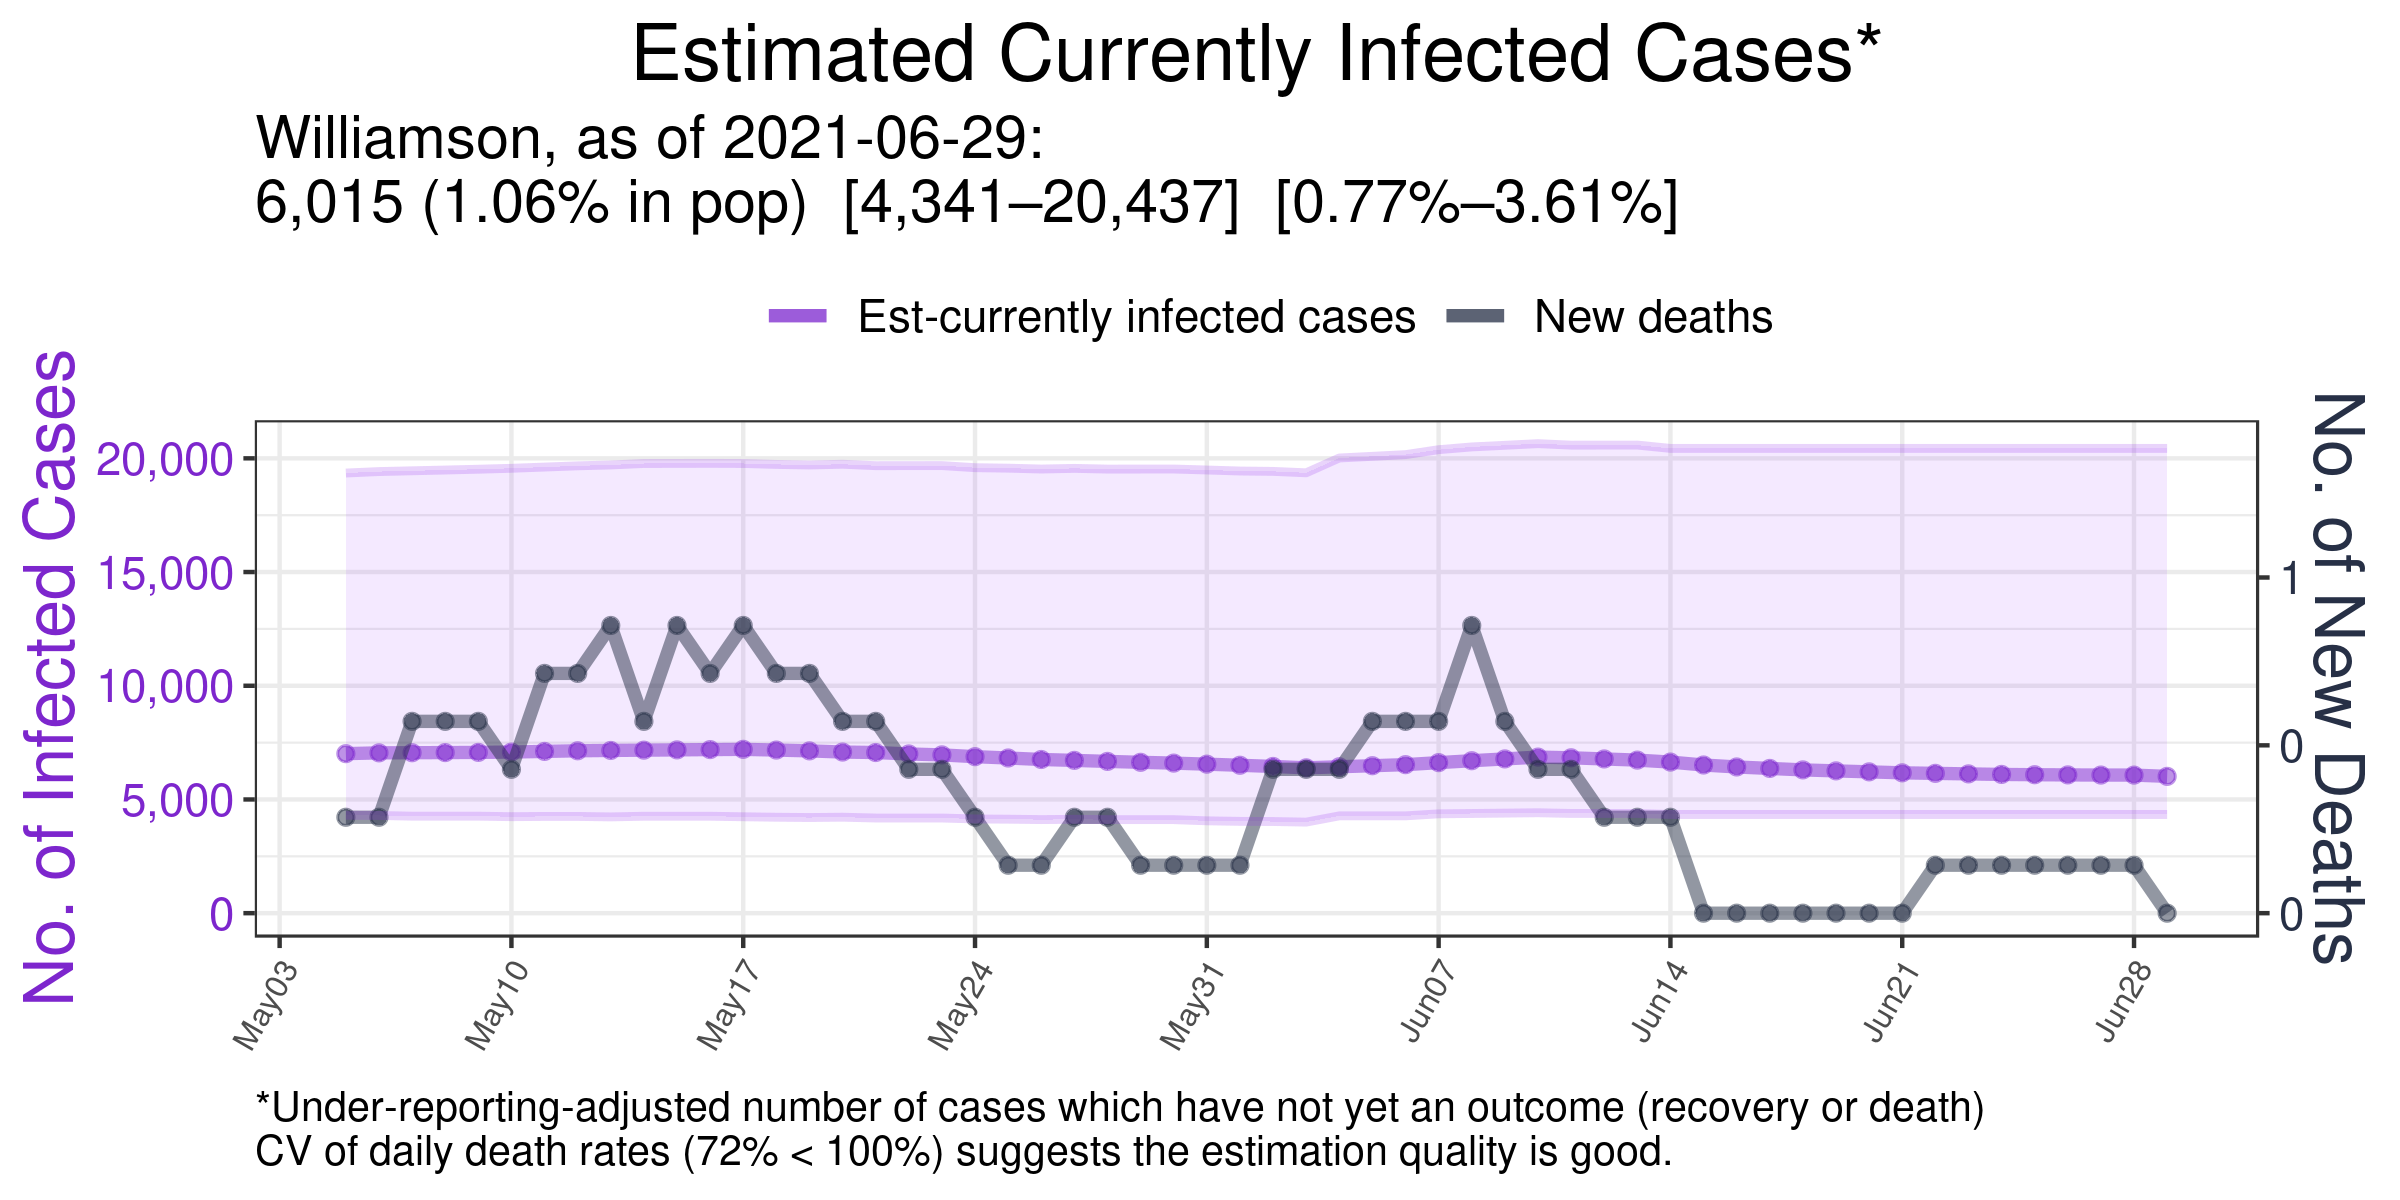 Estimated Currently Infected Cases*
Williamson, as of 2021-06-29:
6,015 (1.06% in pop) [4,341–20,437] [0.77%–3.61%]
Est-currently infected cases New deaths
No. of Infected Cases
20,000
15,000
10,000
5,000
0
No. of New Deaths
1
0
0
May03 May10 May17 May24 May31 Jun07 Jun14 Jun21 Jun28
*Under-reporting-adjusted number of cases which have not yet an outcome (recovery or death)
CV of daily death rates (72% < 100%) suggests the estimation quality is good.